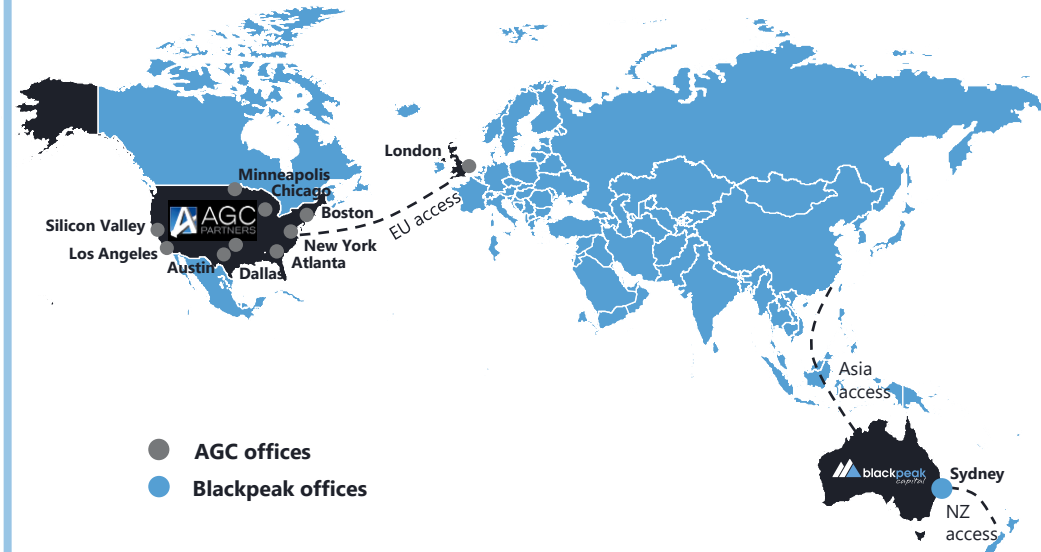 London
Minneapolis
Chicago
AGC
PARTNERS
Boston
Silicon Valley
New York
Los Angeles
Atlanta
Austin
Dallas
EU access
Asia
access
AGC offices
Blackpeak offices
blackpeak
capital
Sydney
NZ
access